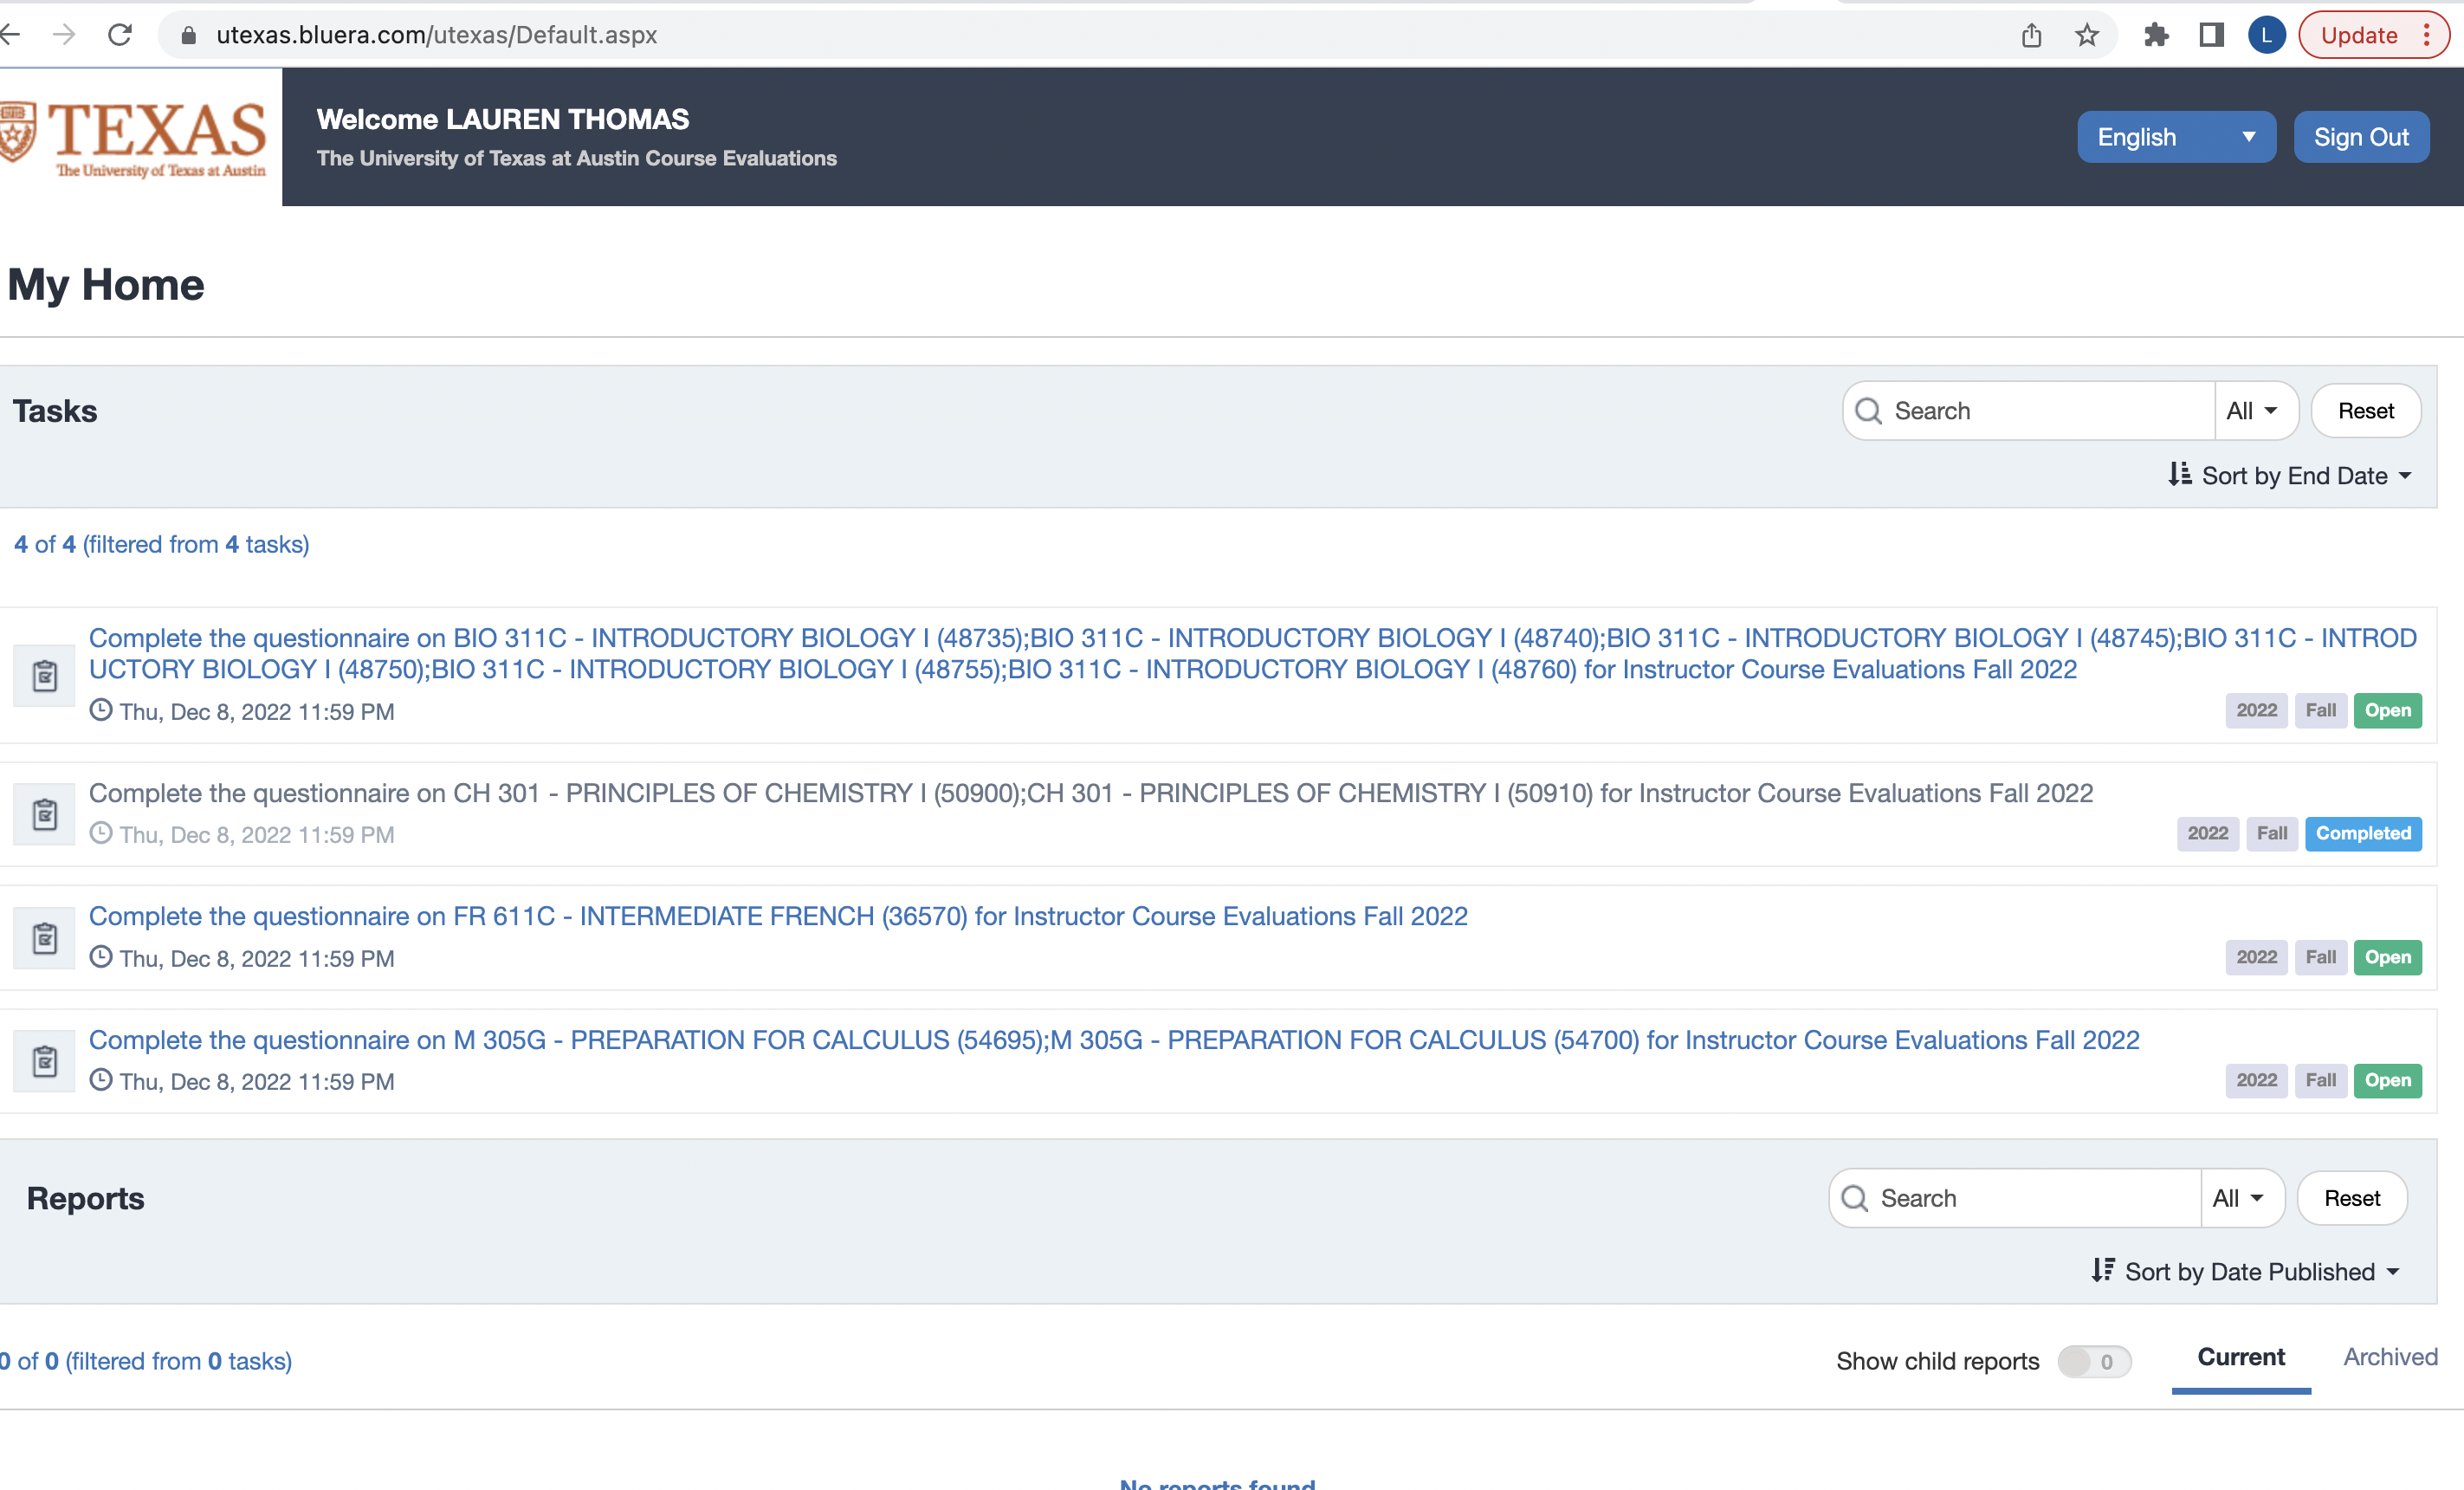 utexas.bluera.com/utexas/Default.aspx
L
Update
TEXAS
The University of Texas at Austin
Welcome LAUREN THOMAS
The University of Texas at Austin Course Evaluations
English
Sign Out
My Home
Tasks
Search
All
Reset
Sort by End Date
4 of 4 (filtered from 4 tasks)
Complete the questionnaire on BIO 311C - INTRODUCTORY BIOLOGY I (48735);BIO 311C - INTRODUCTORY BIOLOGY I (48740);BIO 311C - INTRODUCTORY BIOLOGY I (48745);BIO 311C - INTROD
UCTORY BIOLOGY I (48750);BIO 311C - INTRODUCTORY BIOLOGY I (48755);BIO 311C - INTRODUCTORY BIOLOGY I (48760) for Instructor Course Evaluations Fall 2022
Thu, Dec 8, 2022 11:59 PM
2022 Fall Open
Complete the questionnaire on CH 301 - PRINCIPLES OF CHEMISTRY I (50900);CH 301 - PRINCIPLES OF CHEMISTRY I (50910) for Instructor Course Evaluations Fall 2022
Thu, Dec 8, 2022 11:59 PM
2022 Fall Completed
Complete the questionnaire on FR 611C - INTERMEDIATE FRENCH (36570) for Instructor Course Evaluations Fall 2022
Thu, Dec 8, 2022 11:59 PM
2022 Fall Open
Complete the questionnaire on M 305G - PREPARATION FOR CALCULUS (54695);M 305G - PREPARATION FOR CALCULUS (54700) for Instructor Course Evaluations Fall 2022
Thu, Dec 8, 2022 11:59 PM
2022 Fall Open
Reports
Search
All
Reset
Sort by Date Published
0 of 0 (filtered from 0 tasks)
Show child reports
0
Current
Archived
No reports found